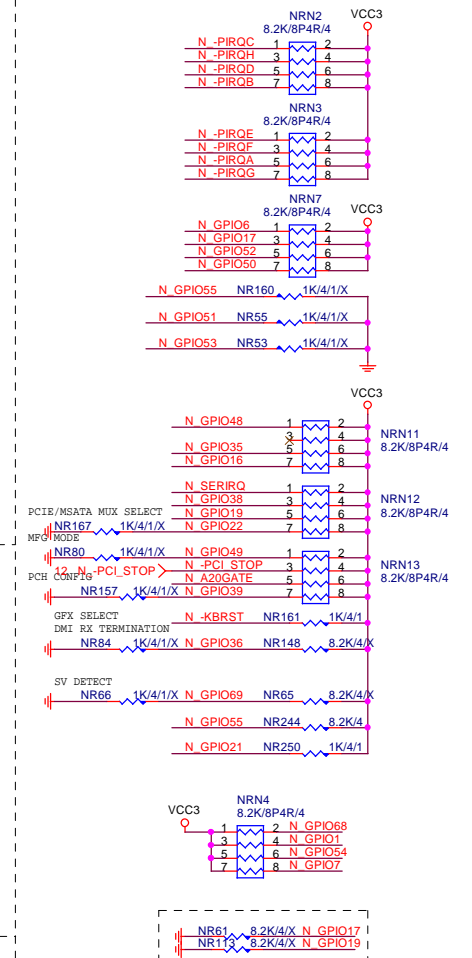 NRN2 VCC3
8.2K/8P4R/4
N_-PIRQC 1 2
N_-PIRQH 3 4
N_-PIRQD 5 6
N_-PIRQB 7 8
NRN3
8.2K/8P4R/4
N_-PIRQE 1 2
N_-PIRQF 3 4
N_-PIRQA 5 6
N_-PIRQG 7 8
NRN7
8.2K/8P4R/4 VCC3
N_GPIO6 1 2
N_GPIO17 3 4
N_GPIO52 5 6
N_GPIO50 7 8
N_GPIO55 NR160 1K/4/1/X
N_GPIO51 NR55 1K/4/1/X
N_GPIO53 NR53 1K/4/1/X
VCC3
N_GPIO48 1 2
3 4 NRN11
N_GPIO35 5 6 8.2K/8P4R/4
N_GPIO16 7 8
N_SERIRQ 1 2
N_GPIO38 3 4 NRN12
N_GPIO19 5 6 8.2K/8P4R/4
PCIE/MSATA MUX SELECT
NR167 1K/4/1/X N_GPIO22 7 8
MFG MODE
NR80 1K/4/1/X N_GPIO49 1 2
12 N_-PCI_STOP N_-PCI_STOP 3 4 NRN13
PCH CONFIG N_A20GATE 5 6 8.2K/8P4R/4
NR157 1K/4/1/X N_GPIO39 7 8
GFX SELECT N_-KBRST NR161 1K/4/1
DMI RX TERMINATION
NR84 1K/4/1/X N_GPIO36 NR148 8.2K/4/X
SV DETECT
NR66 1K/4/1/X N_GPIO69 NR65 8.2K/4/X
N_GPIO55 NR244 8.2K/4
N_GPIO21 NR250 1K/4/1
NRN4
VCC3 8.2K/8P4R/4
1 2 N_GPIO68
3 4 N_GPIO1
5 6 N_GPIO54
7 8 N_GPIO7
NR61 8.2K/4/X N_GPIO17
NR113 8.2K/4/X N_GPIO19